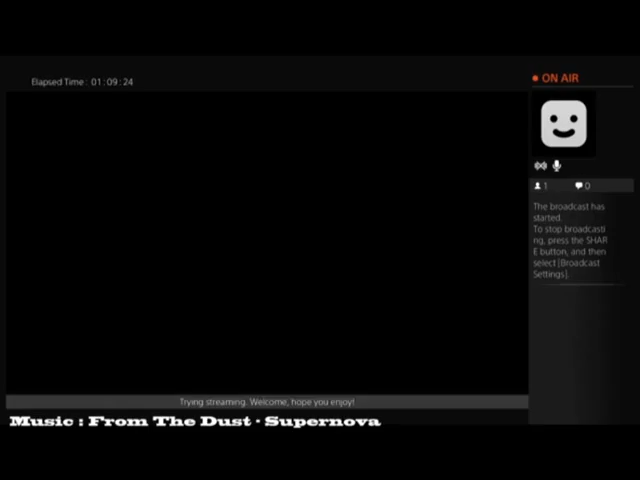 Elapsed Time : 01:09:24
ON AIR
1 0
The broadcast has
started.
To stop broadcasti
ng, press the SHAR
E button, and then
select [Broadcast
Settings].
Trying streaming. Welcome, hope you enjoy!
Music : From The Dust · Supernova